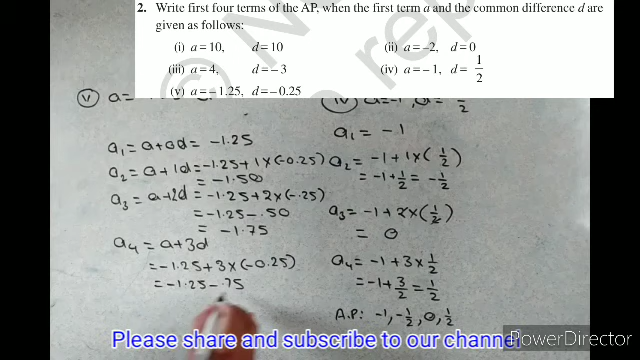 2. Write first four terms of the AP, when the first term a and the common difference d are
given as follows:
(i) a = 10, d = 10
(ii) a = –2, d = 0
(iii) a = 4, d = – 3
(iv) a = – 1, d = 1/2
(v) a = – 1.25, d = – 0.25
a₁ = a+0d = -1.25
a₂ = a+1d = -1.25+1×(-0.25)
= -1.50
a₃ = a+2d = -1.25+2×(-.25)
= -1.25-.50
= -1.75
a₄ = a+3d
= -1.25+3×(-0.25)
= -1.25-.75
a₁ = -1
a₂ = -1+1×(1/2)
= -1+1/2 = -1/2
a₃ = -1+2×(1/2)
= 0
a₄ = -1+3×1/2
= -1+3/2 = 1/2
A.P: -1, -1/2, 0, 1/2
Please share and subscribe to our channel
PowerDirector